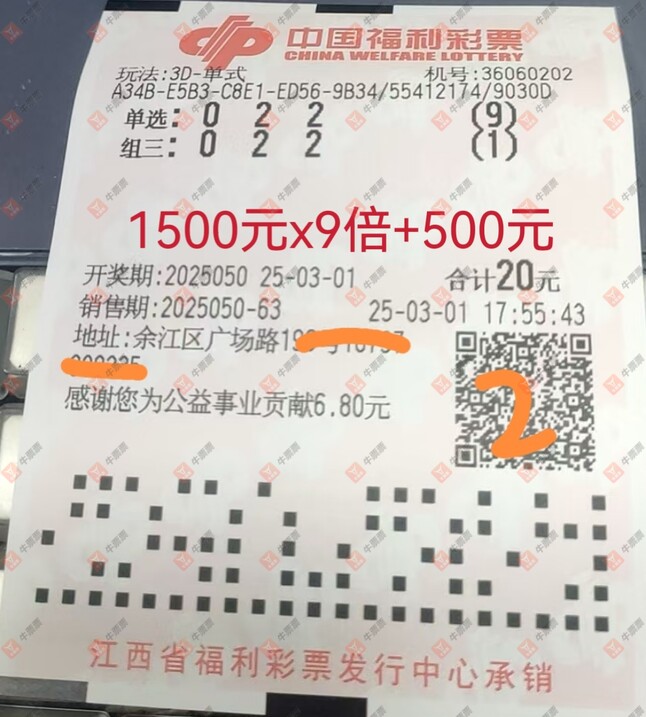 中国福利彩票
CHINA WELFARE LOTTERY
玩法:3D-单式 机号:36060202
A34B-E5B3-C8E1-ED56-9B34/55412174/9030D
单选: 0 2 2 (9)
组三: 0 2 2 (1)
1500元x9倍+500元
开奖期:2025050 25-03-01 合计20元
销售期:2025050-63 25-03-01 17:55:43
地址:余江区广场路19
2
感谢您为公益事业贡献6.80元
江西省福利彩票发行中心承销
牛彩票